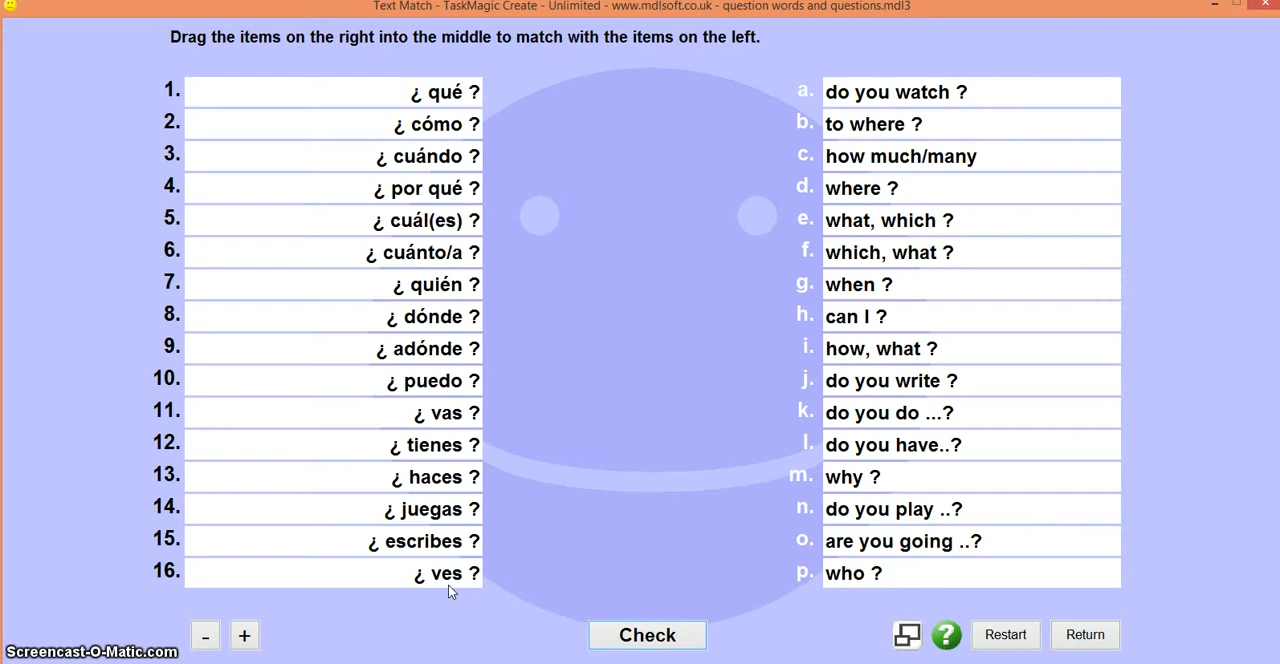 Text Match - TaskMagic Create - Unlimited - www.mdlsoft.co.uk - question words and questions.mdl3
Drag the items on the right into the middle to match with the items on the left.
1. ¿ qué ? a. do you watch ?
2. ¿ cómo ? b. to where ?
3. ¿ cuándo ? c. how much/many
4. ¿ por qué ? d. where ?
5. ¿ cuál(es) ? e. what, which ?
6. ¿ cuánto/a ? f. which, what ?
7. ¿ quién ? g. when ?
8. ¿ dónde ? h. can I ?
9. ¿ adónde ? i. how, what ?
10. ¿ puedo ? j. do you write ?
11. ¿ vas ? k. do you do ...?
12. ¿ tienes ? l. do you have..?
13. ¿ haces ? m. why ?
14. ¿ juegas ? n. do you play ..?
15. ¿ escribes ? o. are you going ..?
16. ¿ ves ? p. who ?
- + Check ? Restart Return
Screencast-O-Matic.com